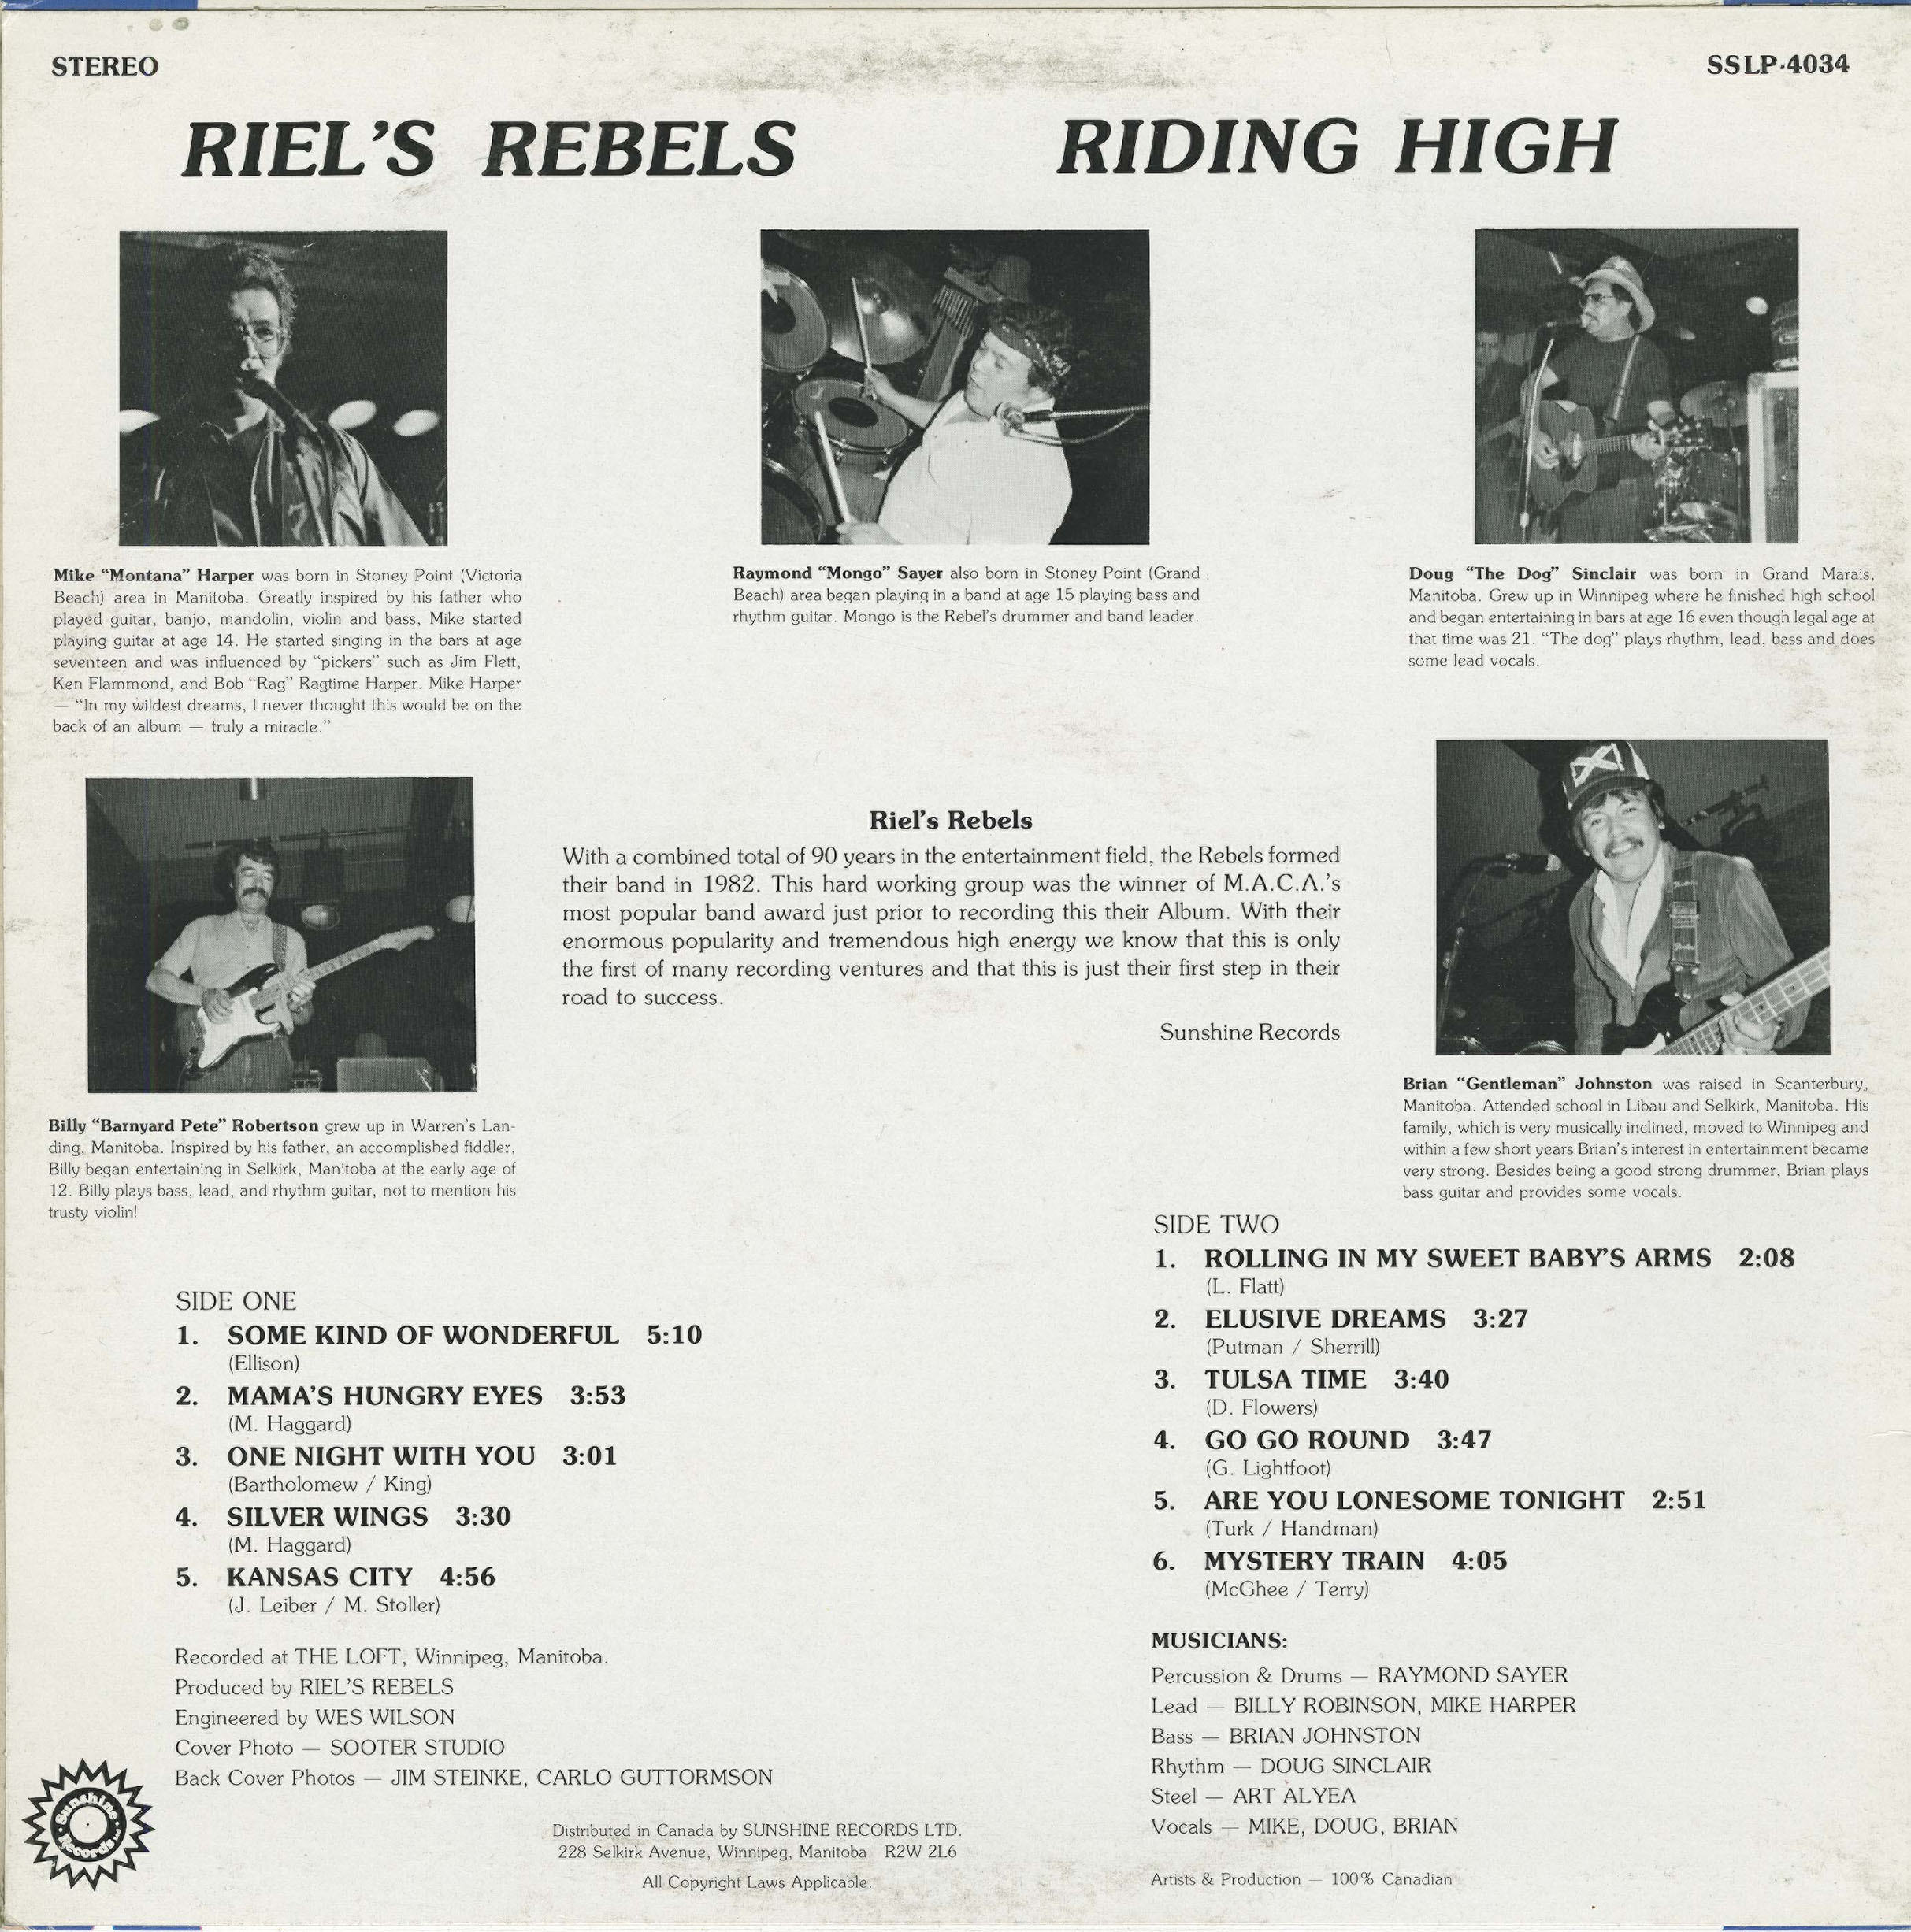 STEREO
SSLP-4034
RIEL'S REBELS
RIDING HIGH
Mike “Montana” Harper was born in Stoney Point (Victoria
Beach) area in Manitoba. Greatly inspired by his father who
played guitar, banjo, mandolin, violin and bass, Mike started
playing guitar at age 14. He started singing in the bars at age
seventeen and was influenced by “pickers” such as Jim Flett,
Ken Flammond, and Bob “Rag” Ragtime Harper. Mike Harper
— “In my wildest dreams, I never thought this would be on the
back of an album — truly a miracle.”
Raymond “Mongo” Sayer also born in Stoney Point (Grand
Beach) area began playing in a band at age 15 playing bass and
rhythm guitar. Mongo is the Rebel's drummer and band leader.
Doug “The Dog” Sinclair was born in Grand Marais,
Manitoba. Grew up in Winnipeg where he finished high school
and began entertaining in bars at age 16 even though legal age at
that time was 21. “The dog” plays rhythm, lead, bass and does
some lead vocals.
Billy “Barnyard Pete” Robertson grew up in Warren's Lan-
ding, Manitoba. Inspired by his father, an accomplished fiddler,
Billy began entertaining in Selkirk, Manitoba at the early age of
12. Billy plays bass, lead, and rhythm guitar, not to mention his
trusty violin!
Riel's Rebels
With a combined total of 90 years in the entertainment field, the Rebels formed
their band in 1982. This hard working group was the winner of M.A.C.A.'s
most popular band award just prior to recording this their Album. With their
enormous popularity and tremendous high energy we know that this is only
the first of many recording ventures and that this is just their first step in their
road to success.
Sunshine Records
Brian “Gentleman” Johnston was raised in Scanterbury,
Manitoba. Attended school in Libau and Selkirk, Manitoba. His
family, which is very musically inclined, moved to Winnipeg and
within a few short years Brian's interest in entertainment became
very strong. Besides being a good strong drummer, Brian plays
bass guitar and provides some vocals.
SIDE ONE
1. SOME KIND OF WONDERFUL 5:10
(Ellison)
2. MAMA'S HUNGRY EYES 3:53
(M. Haggard)
3. ONE NIGHT WITH YOU 3:01
(Bartholomew / King)
4. SILVER WINGS 3:30
(M. Haggard)
5. KANSAS CITY 4:56
(J. Leiber / M. Stoller)
Recorded at THE LOFT, Winnipeg, Manitoba.
Produced by RIEL'S REBELS
Engineered by WES WILSON
Cover Photo — SOOTER STUDIO
Back Cover Photos — JIM STEINKE, CARLO GUTTORMSON
SIDE TWO
1. ROLLING IN MY SWEET BABY'S ARMS 2:08
(L. Flatt)
2. ELUSIVE DREAMS 3:27
(Putman / Sherrill)
3. TULSA TIME 3:40
(D. Flowers)
4. GO GO ROUND 3:47
(G. Lightfoot)
5. ARE YOU LONESOME TONIGHT 2:51
(Turk / Handman)
6. MYSTERY TRAIN 4:05
(McGhee / Terry)
MUSICIANS:
Percussion & Drums — RAYMOND SAYER
Lead — BILLY ROBINSON, MIKE HARPER
Bass — BRIAN JOHNSTON
Rhythm — DOUG SINCLAIR
Steel — ART ALYEA
Vocals — MIKE, DOUG, BRIAN
Artists & Production — 100% Canadian
Sunshine
Records
Distributed in Canada by SUNSHINE RECORDS LTD.
228 Selkirk Avenue, Winnipeg, Manitoba R2W 2L6
All Copyright Laws Applicable.